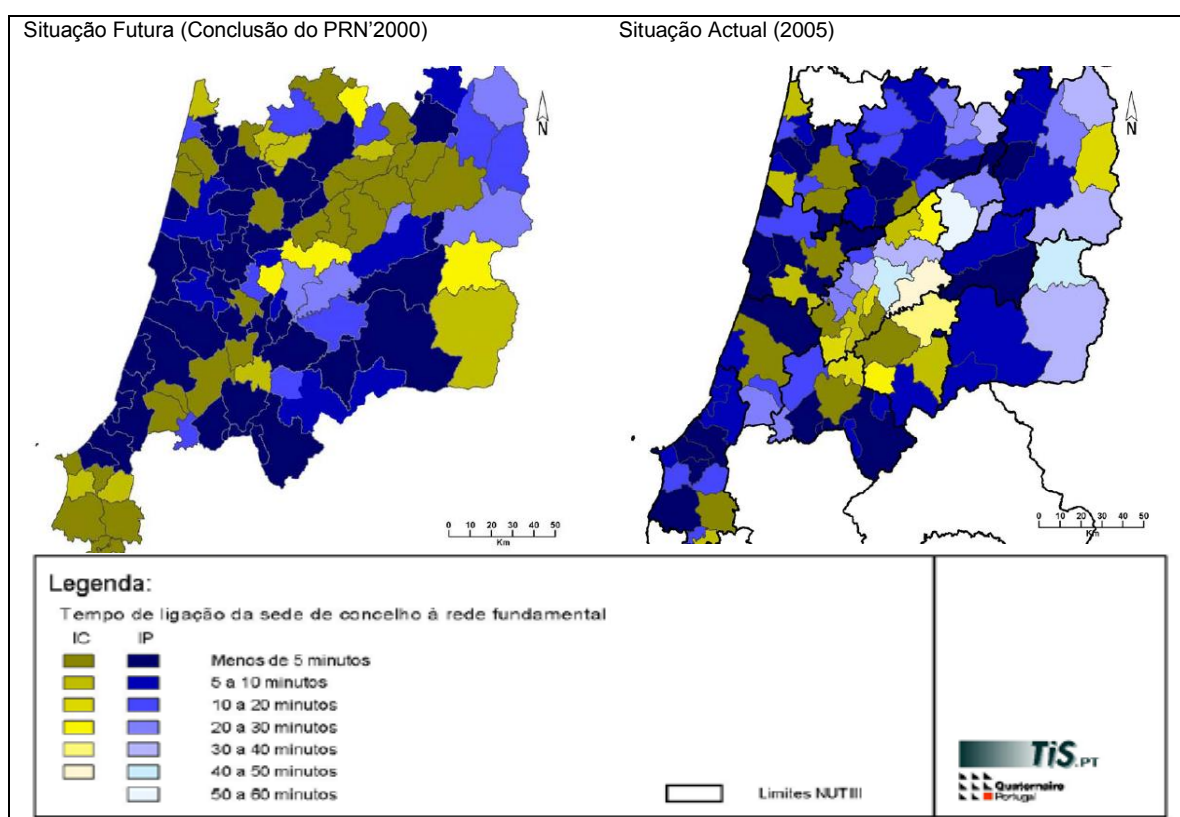 Situação Futura (Conclusão do PRN’2000)
Situação Actual (2005)
N
N
0 10 20 30 40 50
Km
0 10 20 30 40 50
Km
Legenda:
Tempo de ligação da sede de concelho à rede fundamental
IC IP
Menos de 5 minutos
5 a 10 minutos
10 a 20 minutos
20 a 30 minutos
30 a 40 minutos
40 a 50 minutos
50 a 60 minutos
Limites NUTIII
TiS.PT
Quaternaire
Portugal